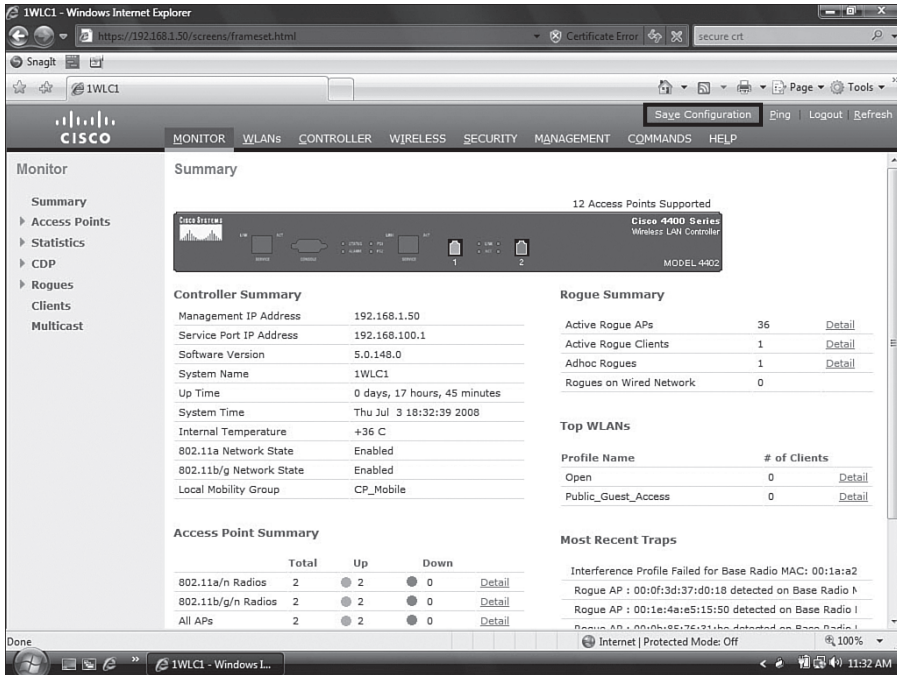 1WLC1 - Windows Internet Explorer
https://192.168.1.50/screens/frameset.html
Certificate Error
secure crt
SnagIt
1WLC1
Page
Tools
Save Configuration Ping | Logout | Refresh
CISCO
MONITOR WLANs CONTROLLER WIRELESS SECURITY MANAGEMENT COMMANDS HELP
Monitor
Summary
Access Points
Statistics
CDP
Rogues
Clients
Multicast
Summary
12 Access Points Supported
CISCO SYSTEMS
Cisco 4400 Series
Wireless LAN Controller
SERVICE
CONSOLE
1
2
MODEL 4402
Controller Summary
Management IP Address 192.168.1.50
Service Port IP Address 192.168.100.1
Software Version 5.0.148.0
System Name 1WLC1
Up Time 0 days, 17 hours, 45 minutes
System Time Thu Jul 3 18:32:39 2008
Internal Temperature +36 C
802.11a Network State Enabled
802.11b/g Network State Enabled
Local Mobility Group CP_Mobile
Access Point Summary
Total Up Down
802.11a/n Radios 2 2 0 Detail
802.11b/g/n Radios 2 2 0 Detail
All APs 2 2 0 Detail
Rogue Summary
Active Rogue APs 36 Detail
Active Rogue Clients 1 Detail
Adhoc Rogues 1 Detail
Rogues on Wired Network 0
Top WLANs
Profile Name # of Clients
Open 0 Detail
Public_Guest_Access 0 Detail
Most Recent Traps
Interference Profile Failed for Base Radio MAC: 00:1a:a2
Rogue AP : 00:0f:3d:37:d0:18 detected on Base Radio
Rogue AP : 00:1e:4a:e5:15:50 detected on Base Radio
Done
Internet | Protected Mode: Off
100%
1WLC1 - Windows I...
11:32 AM